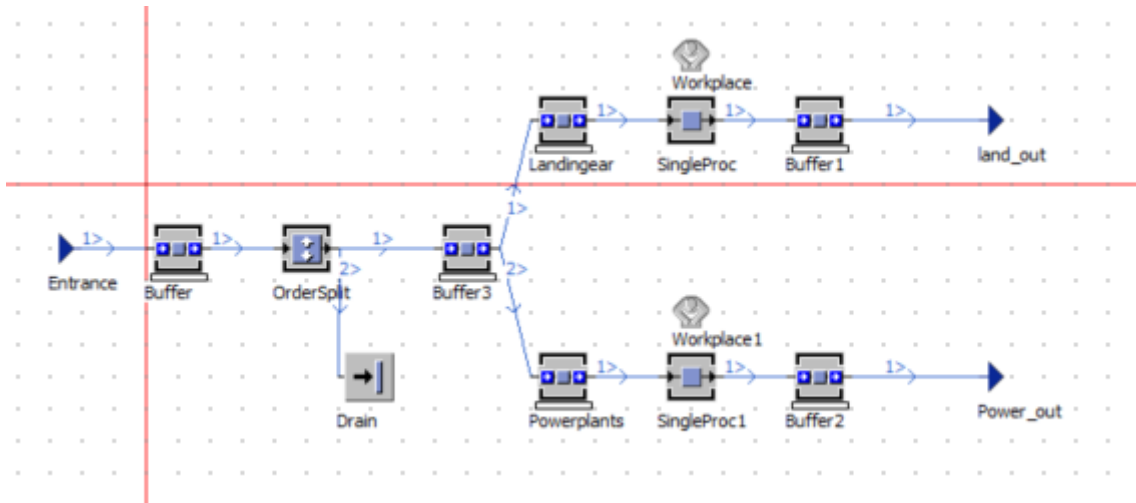 Workplace.
1>
1>
1>
Landingear
SingleProc
Buffer1
land_out
1>
1>
1>
1>
2>
2>
Entrance
Buffer
OrderSplit
Buffer3
Workplace1
1>
1>
1>
Drain
Powerplants
SingleProc1
Buffer2
Power_out